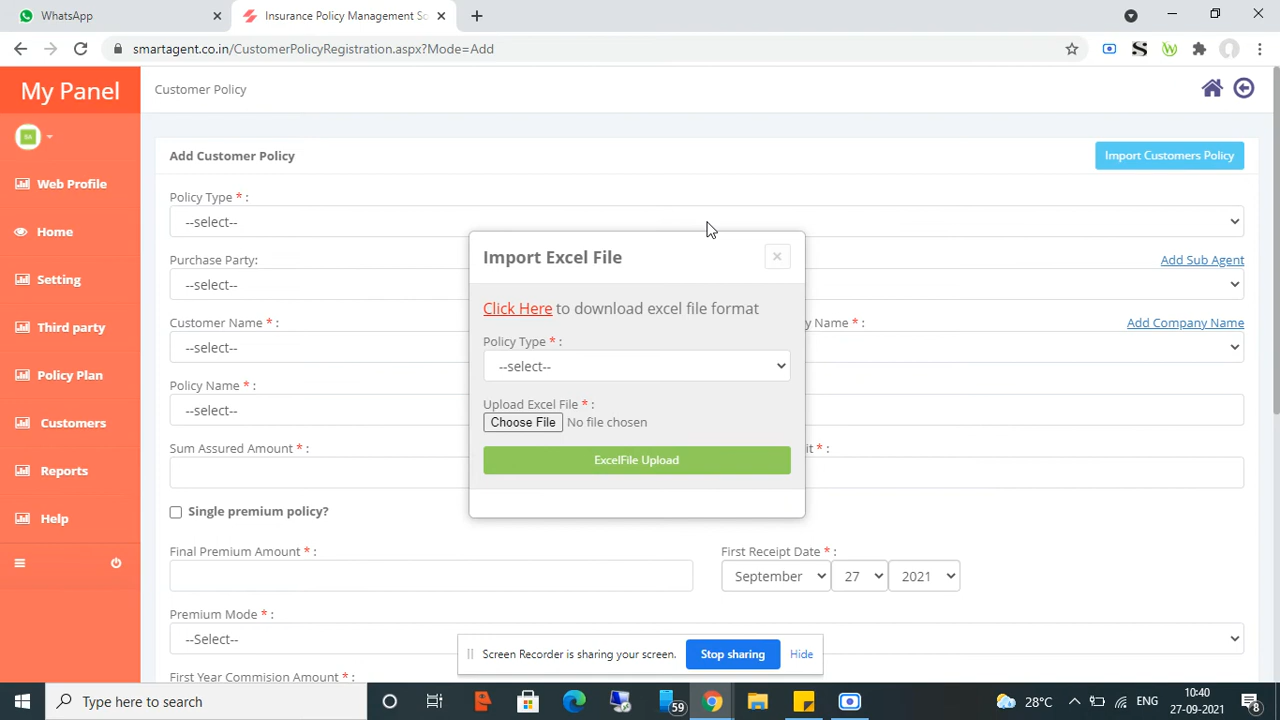 WhatsApp
Insurance Policy Management So
smartagent.co.in/CustomerPolicyRegistration.aspx?Mode=Add
My Panel
Customer Policy
Web Profile
Home
Setting
Third party
Policy Plan
Customers
Reports
Help
Add Customer Policy
Import Customers Policy
Policy Type * :
--select--
Purchase Party:
Add Sub Agent
--select--
Customer Name * :
y Name * :
Add Company Name
--select--
Policy Name * :
--select--
Sum Assured Amount * :
it * :
Single premium policy?
Final Premium Amount * :
First Receipt Date * :
September 27 2021
Premium Mode * :
--Select--
First Year Commision Amount * :
Import Excel File
×
Click Here to download excel file format
Policy Type * :
--select--
Upload Excel File * :
Choose File No file chosen
ExcelFile Upload
Screen Recorder is sharing your screen. Stop sharing Hide
Type here to search
59
28°C
ENG
10:40
27-09-2021
8